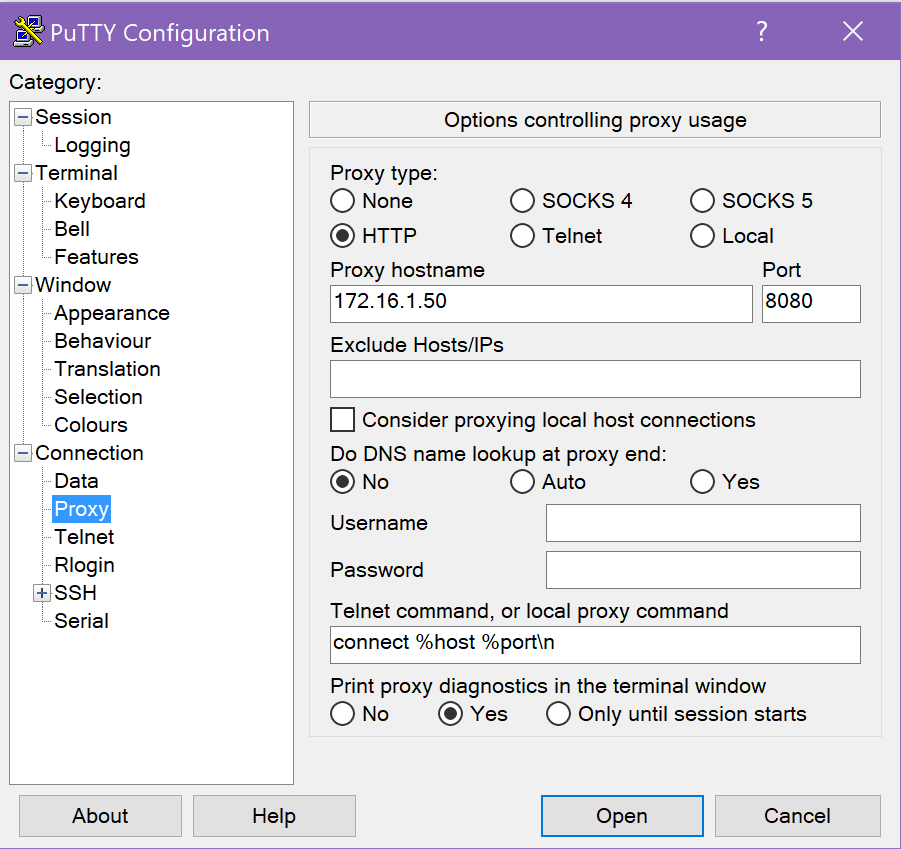 PuTTY Configuration
?
Category:
Session
Logging
Terminal
Keyboard
Bell
Features
Window
Appearance
Behaviour
Translation
Selection
Colours
Connection
Data
Proxy
Telnet
Rlogin
SSH
Serial
Options controlling proxy usage
Proxy type:
None SOCKS 4 SOCKS 5
HTTP Telnet Local
Proxy hostname Port
172.16.1.50 8080
Exclude Hosts/IPs
Consider proxying local host connections
Do DNS name lookup at proxy end:
No Auto Yes
Username
Password
Telnet command, or local proxy command
connect %host %port\n
Print proxy diagnostics in the terminal window
No Yes Only until session starts
About Help Open Cancel